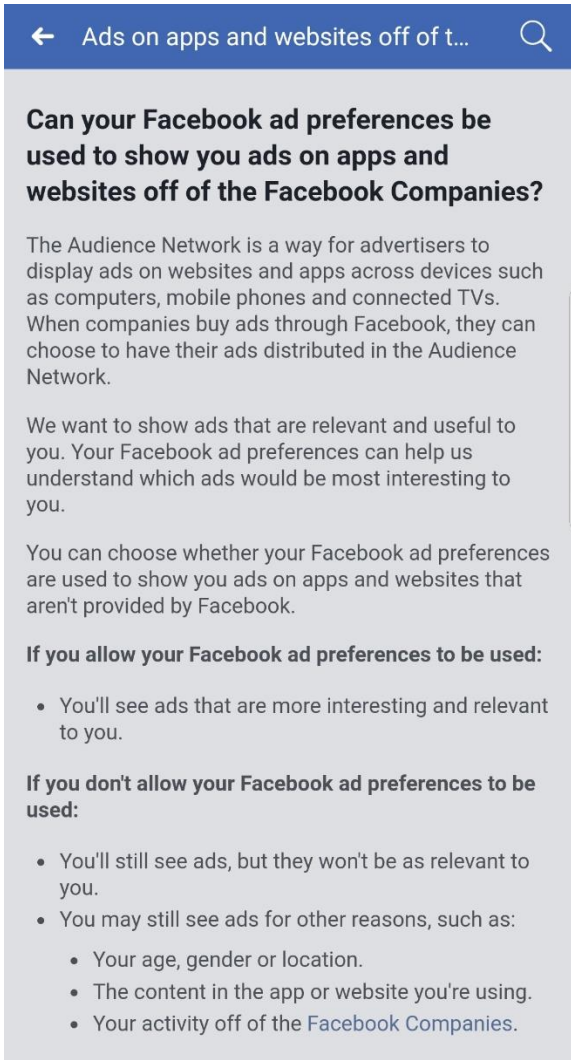 Ads on apps and websites off of t...
Can your Facebook ad preferences be
used to show you ads on apps and
websites off of the Facebook Companies?
The Audience Network is a way for advertisers to
display ads on websites and apps across devices such
as computers, mobile phones and connected TVs.
When companies buy ads through Facebook, they can
choose to have their ads distributed in the Audience
Network.
We want to show ads that are relevant and useful to
you. Your Facebook ad preferences can help us
understand which ads would be most interesting to
you.
You can choose whether your Facebook ad preferences
are used to show you ads on apps and websites that
aren't provided by Facebook.
If you allow your Facebook ad preferences to be used:
• You'll see ads that are more interesting and relevant
to you.
If you don't allow your Facebook ad preferences to be
used:
• You'll still see ads, but they won't be as relevant to
you.
• You may still see ads for other reasons, such as:
• Your age, gender or location.
• The content in the app or website you're using.
• Your activity off of the Facebook Companies.